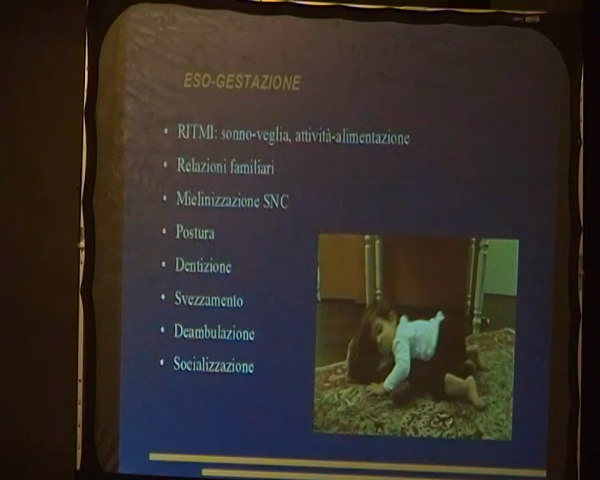 ESO-GESTAZIONE
• RITMI: sonno-veglia, attività-alimentazione
• Relazioni familiari
• Mielinizzazione SNC
• Postura
• Dentizione
• Svezzamento
• Deambulazione
• Socializzazione